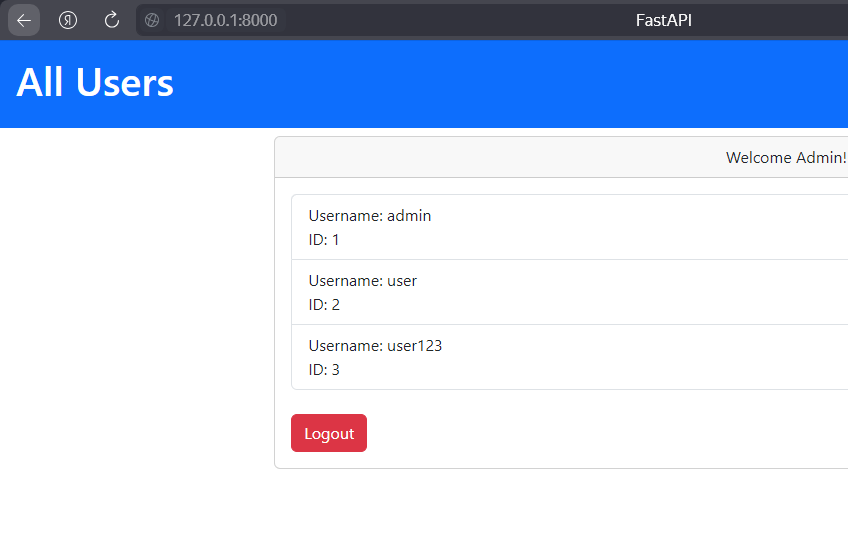 Я 127.0.0.1:8000 FastAPI
All Users
Welcome Admin!
Username: admin
ID: 1
Username: user
ID: 2
Username: user123
ID: 3
Logout